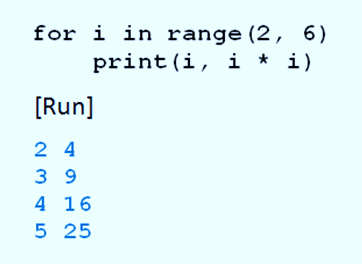 for i in range(2, 6)
    print(i, i * i)
[Run]
2 4
3 9
4 16
5 25